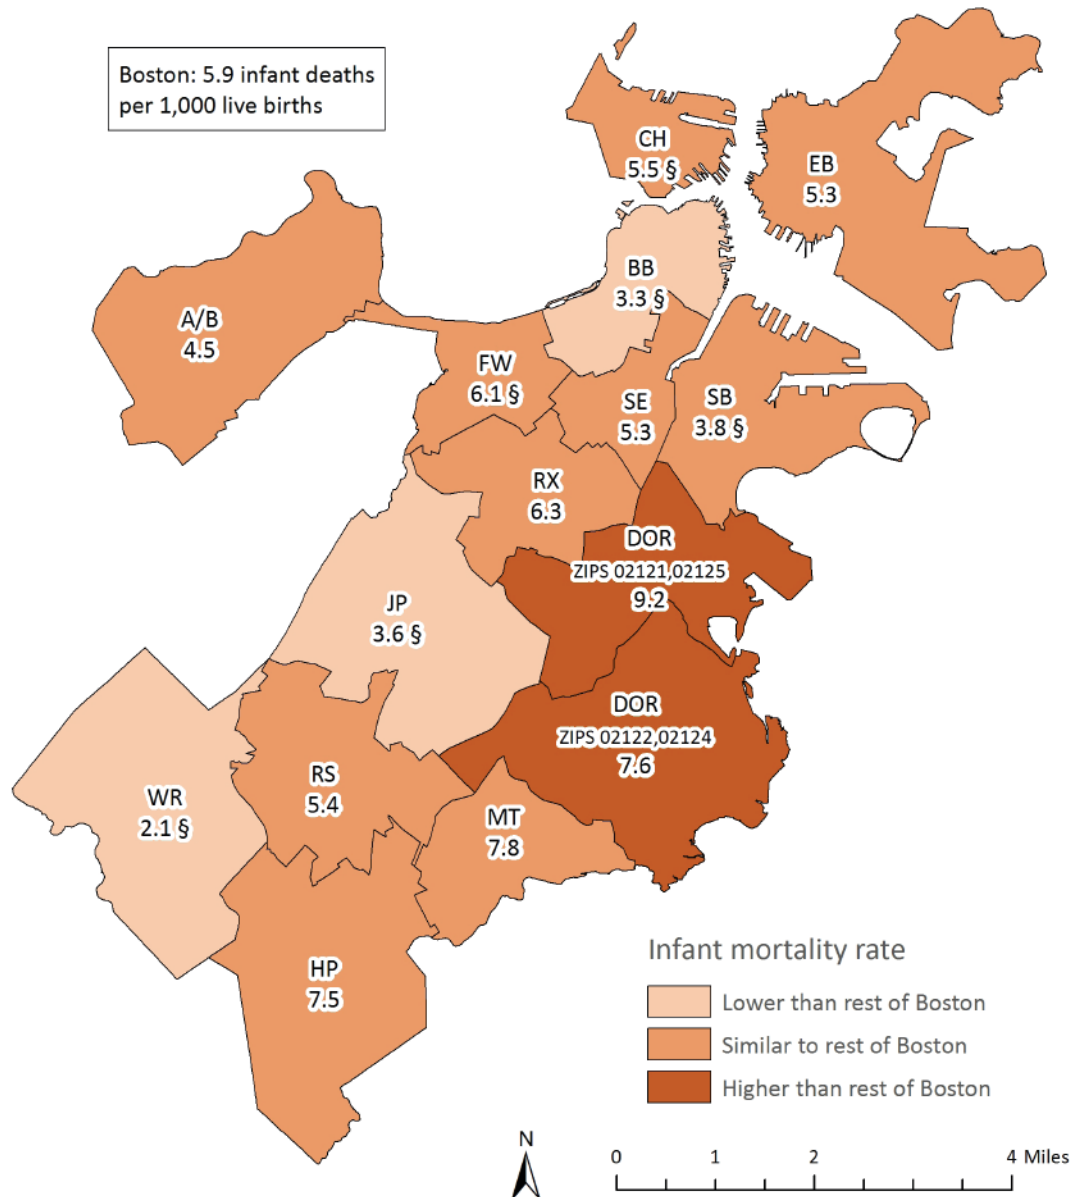 Boston: 5.9 infant deaths
per 1,000 live births
CH
5.5 §
EB
5.3
BB
3.3 §
A/B
4.5
FW
6.1 §
SE
5.3
SB
3.8 §
RX
6.3
DOR
ZIPS 02121,02125
9.2
JP
3.6 §
DOR
ZIPS 02122,02124
7.6
RS
5.4
WR
2.1 §
MT
7.8
HP
7.5
Infant mortality rate
Lower than rest of Boston
Similar to rest of Boston
Higher than rest of Boston
N
0 1 2 4 Miles